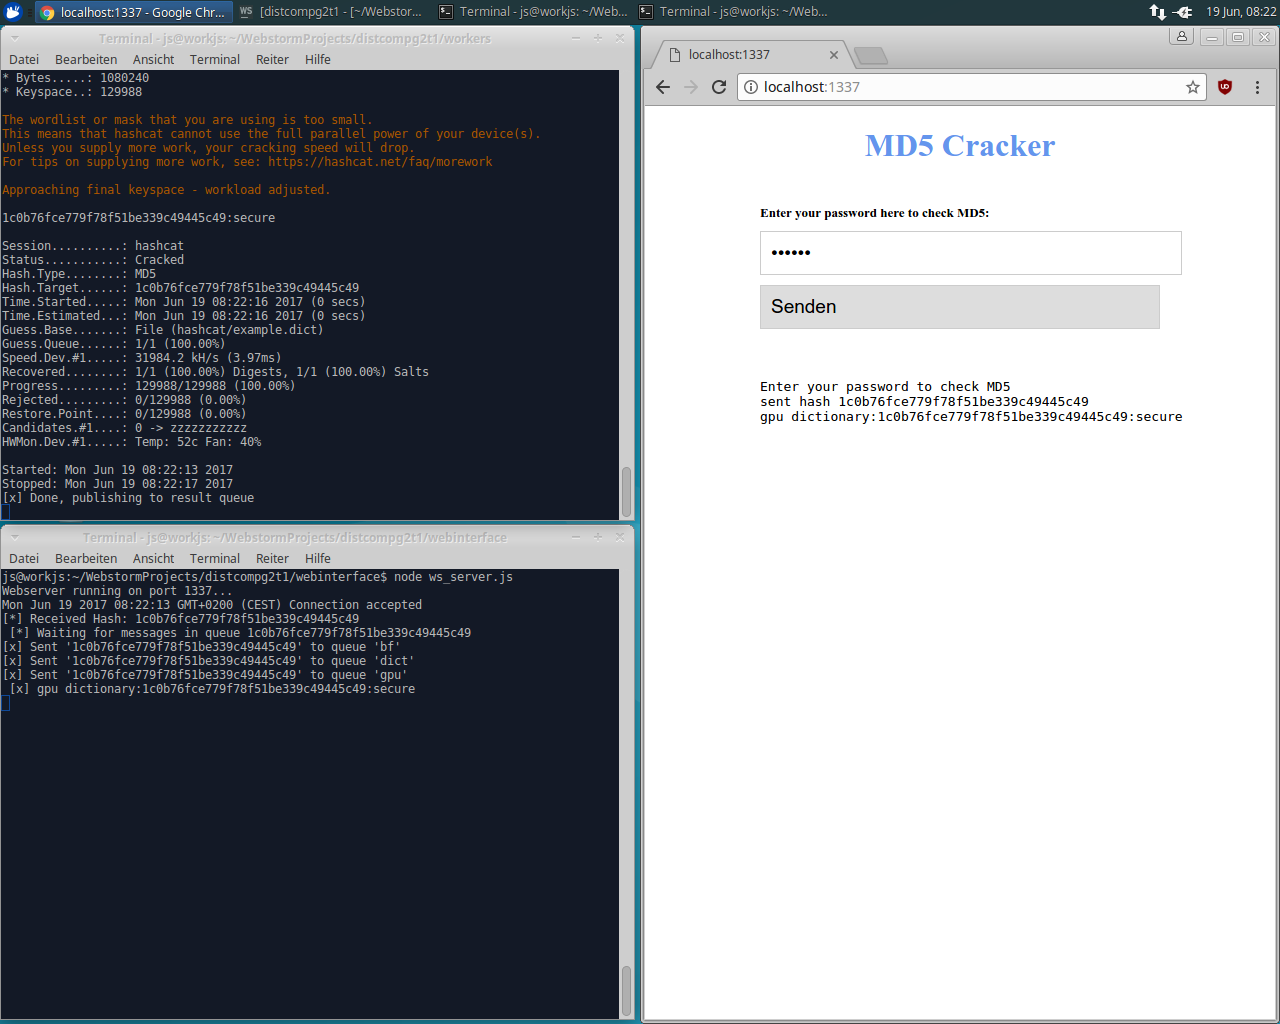 localhost:1337 - Google Chr...
[distcompg2t1 - [~/Webstor...
Terminal - js@workjs: ~/Web...
Terminal - js@workjs: ~/Web...
19 Jun, 08:22
Terminal - js@workjs: ~/WebstormProjects/distcompg2t1/workers
Datei Bearbeiten Ansicht Terminal Reiter Hilfe
* Bytes.....: 1080240
* Keyspace..: 129988
The wordlist or mask that you are using is too small.
This means that hashcat cannot use the full parallel power of your device(s).
Unless you supply more work, your cracking speed will drop.
For tips on supplying more work, see: https://hashcat.net/faq/morework
Approaching final keyspace - workload adjusted.
1c0b76fce779f78f51be339c49445c49:secure
Session..........: hashcat
Status...........: Cracked
Hash.Type........: MD5
Hash.Target......: 1c0b76fce779f78f51be339c49445c49
Time.Started.....: Mon Jun 19 08:22:16 2017 (0 secs)
Time.Estimated...: Mon Jun 19 08:22:16 2017 (0 secs)
Guess.Base.......: File (hashcat/example.dict)
Guess.Queue......: 1/1 (100.00%)
Speed.Dev.#1.....: 31984.2 kH/s (3.97ms)
Recovered........: 1/1 (100.00%) Digests, 1/1 (100.00%) Salts
Progress.........: 129988/129988 (100.00%)
Rejected.........: 0/129988 (0.00%)
Restore.Point....: 0/129988 (0.00%)
Candidates.#1....: 0 -> zzzzzzzzzzz
HWMon.Dev.#1.....: Temp: 52c Fan: 40%
Started: Mon Jun 19 08:22:13 2017
Stopped: Mon Jun 19 08:22:17 2017
[x] Done, publishing to result queue
Terminal - js@workjs: ~/WebstormProjects/distcompg2t1/webinterface
Datei Bearbeiten Ansicht Terminal Reiter Hilfe
js@workjs:~/WebstormProjects/distcompg2t1/webinterface$ node ws_server.js
Webserver running on port 1337...
Mon Jun 19 2017 08:22:13 GMT+0200 (CEST) Connection accepted
[*] Received Hash: 1c0b76fce779f78f51be339c49445c49
[*] Waiting for messages in queue 1c0b76fce779f78f51be339c49445c49
[x] Sent '1c0b76fce779f78f51be339c49445c49' to queue 'bf'
[x] Sent '1c0b76fce779f78f51be339c49445c49' to queue 'dict'
[x] Sent '1c0b76fce779f78f51be339c49445c49' to queue 'gpu'
[x] gpu dictionary:1c0b76fce779f78f51be339c49445c49:secure
localhost:1337
localhost:1337
MD5 Cracker
Enter your password here to check MD5:
••••••
Senden
Enter your password to check MD5
sent hash 1c0b76fce779f78f51be339c49445c49
gpu dictionary:1c0b76fce779f78f51be339c49445c49:secure